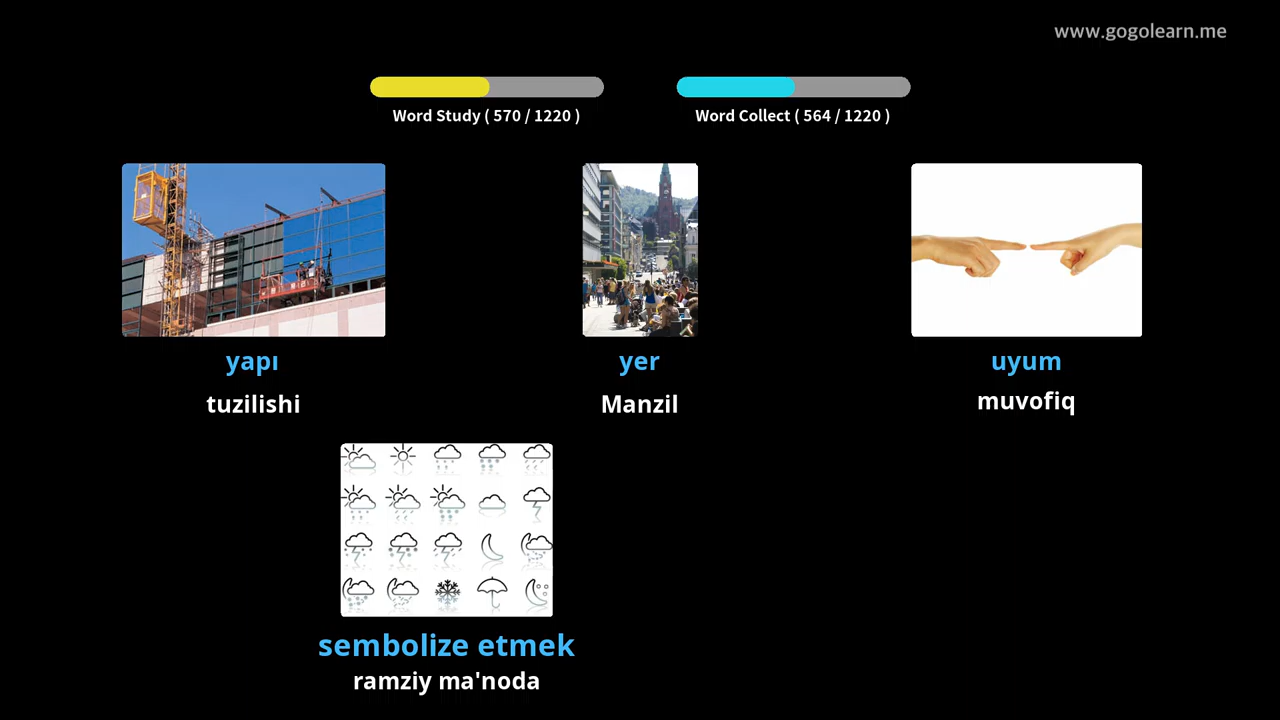 www.gogolearn.me
Word Study ( 570 / 1220 )
Word Collect ( 564 / 1220 )
yapı
tuzilishi
yer
Manzil
uyum
muvofiq
sembolize etmek
ramziy ma'noda